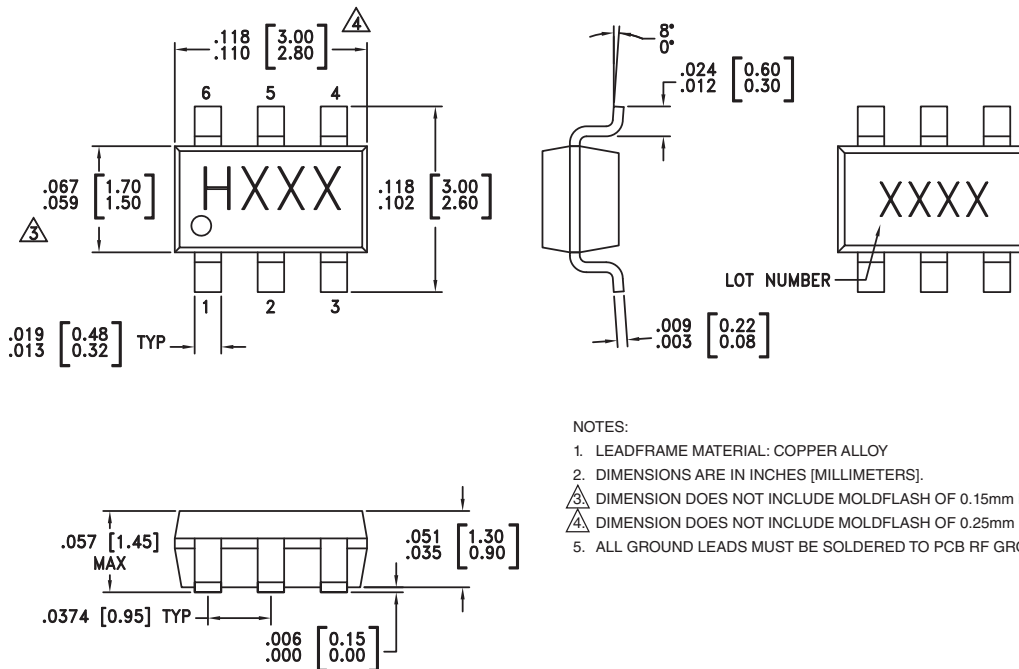 .118 [3.00]
.110 [2.80]
4
6 5 4
.067 [1.70]
.059 [1.50]
3
HXXX
.118 [3.00]
.102 [2.60]
1 2 3
.019 [0.48]
.013 [0.32]
TYP
8°
0°
.024 [0.60]
.012 [0.30]
.009 [0.22]
.003 [0.08]
XXXX
LOT NUMBER
.057 [1.45]
MAX
.051 [1.30]
.035 [0.90]
.0374 [0.95] TYP
.006 [0.15]
.000 [0.00]
NOTES:
1. LEADFRAME MATERIAL: COPPER ALLOY
2. DIMENSIONS ARE IN INCHES [MILLIMETERS].
3. DIMENSION DOES NOT INCLUDE MOLDFLASH OF 0.15mm
4. DIMENSION DOES NOT INCLUDE MOLDFLASH OF 0.25mm
5. ALL GROUND LEADS MUST BE SOLDERED TO PCB RF